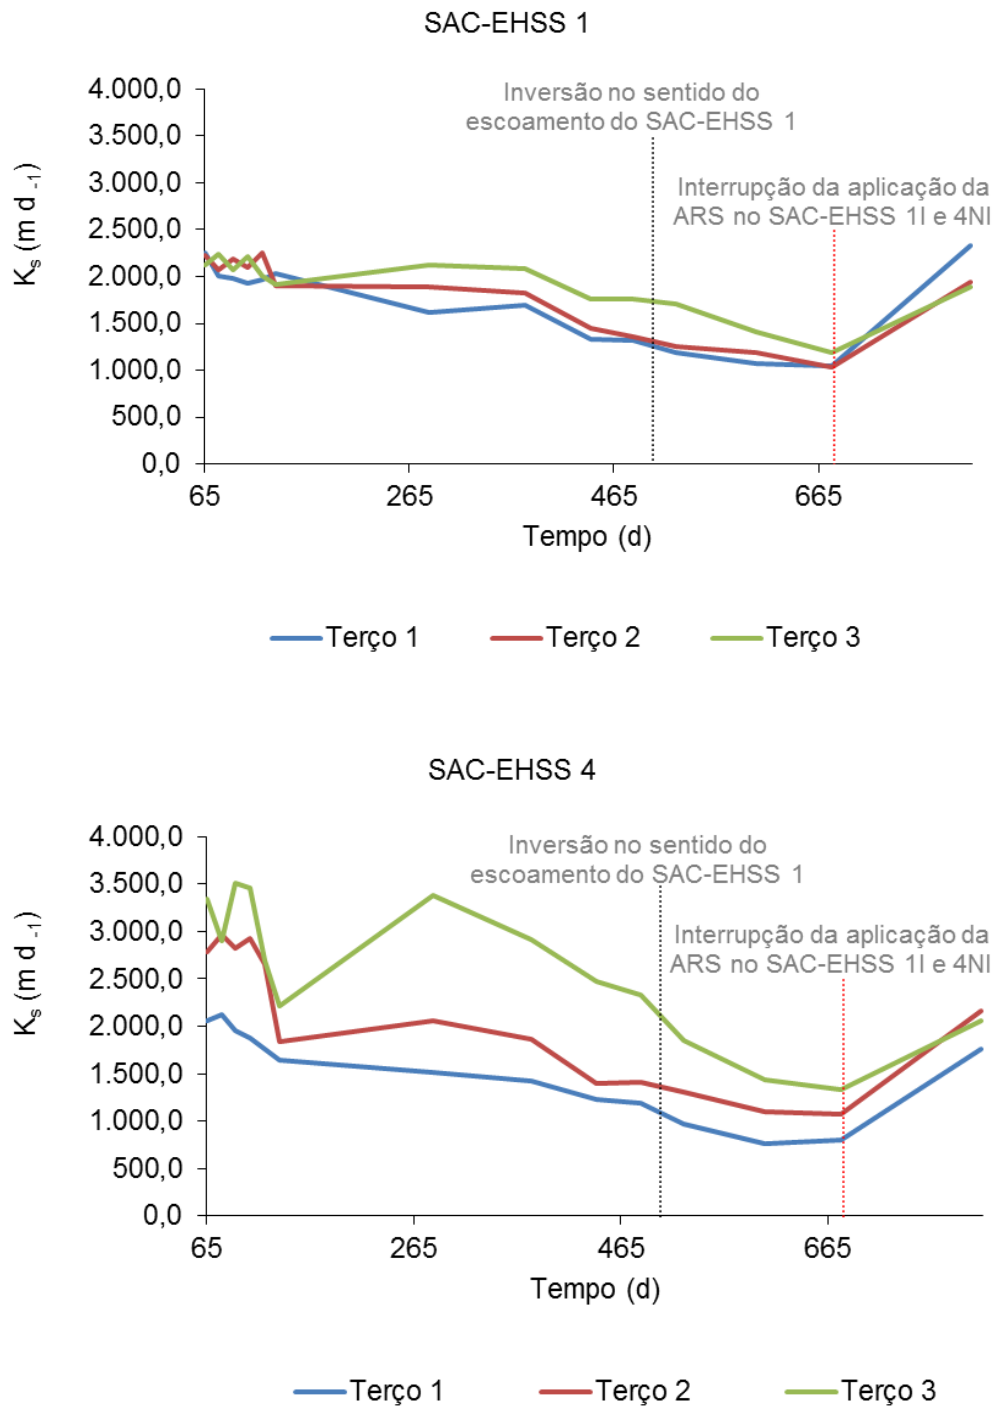 SAC-EHSS 1
Inversão no sentido do
escoamento do SAC-EHSS 1
Interrupção da aplicação da
ARS no SAC-EHSS 1I e 4NI
Ks (m d -1)
4.000,0
3.500,0
3.000,0
2.500,0
2.000,0
1.500,0
1.000,0
500,0
0,0
65
265
465
665
Tempo (d)
Terço 1
Terço 2
Terço 3
SAC-EHSS 4
Inversão no sentido do
escoamento do SAC-EHSS 1
Interrupção da aplicação da
ARS no SAC-EHSS 1I e 4NI
Ks (m d -1)
4.000,0
3.500,0
3.000,0
2.500,0
2.000,0
1.500,0
1.000,0
500,0
0,0
65
265
465
665
Tempo (d)
Terço 1
Terço 2
Terço 3